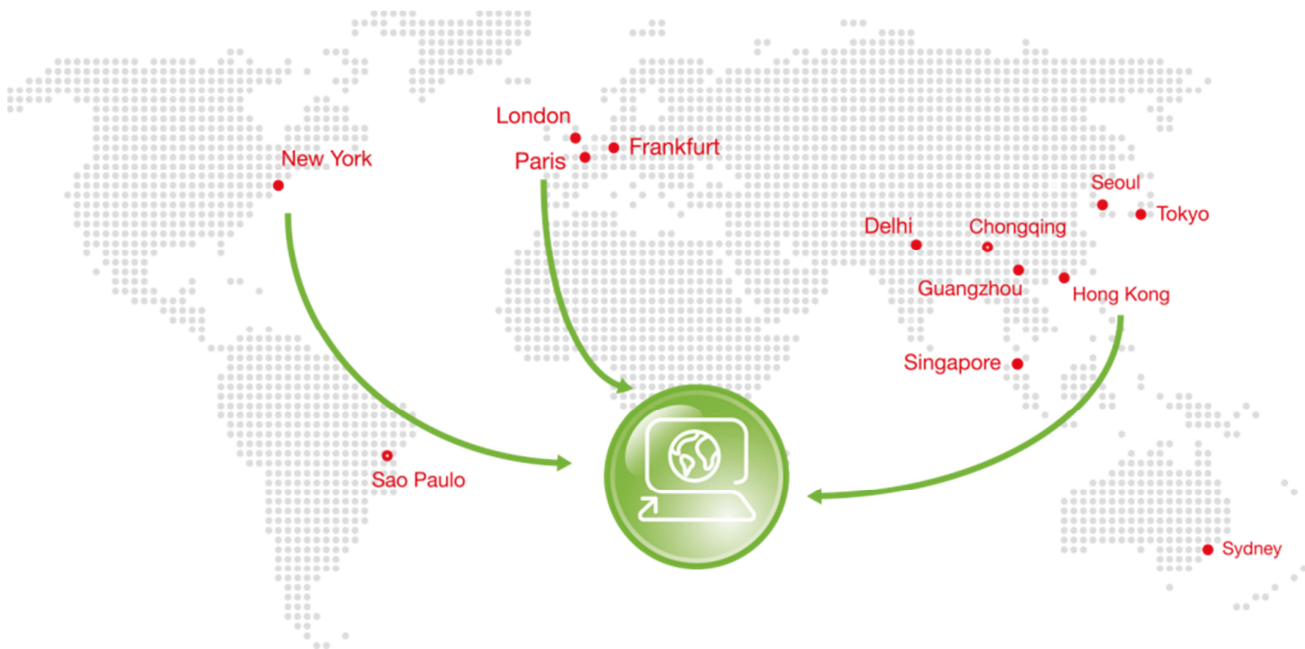 London
New York
Paris
Frankfurt
Seoul
Tokyo
Delhi
Chongqing
Guangzhou
Hong Kong
Singapore
Sao Paulo
Sydney